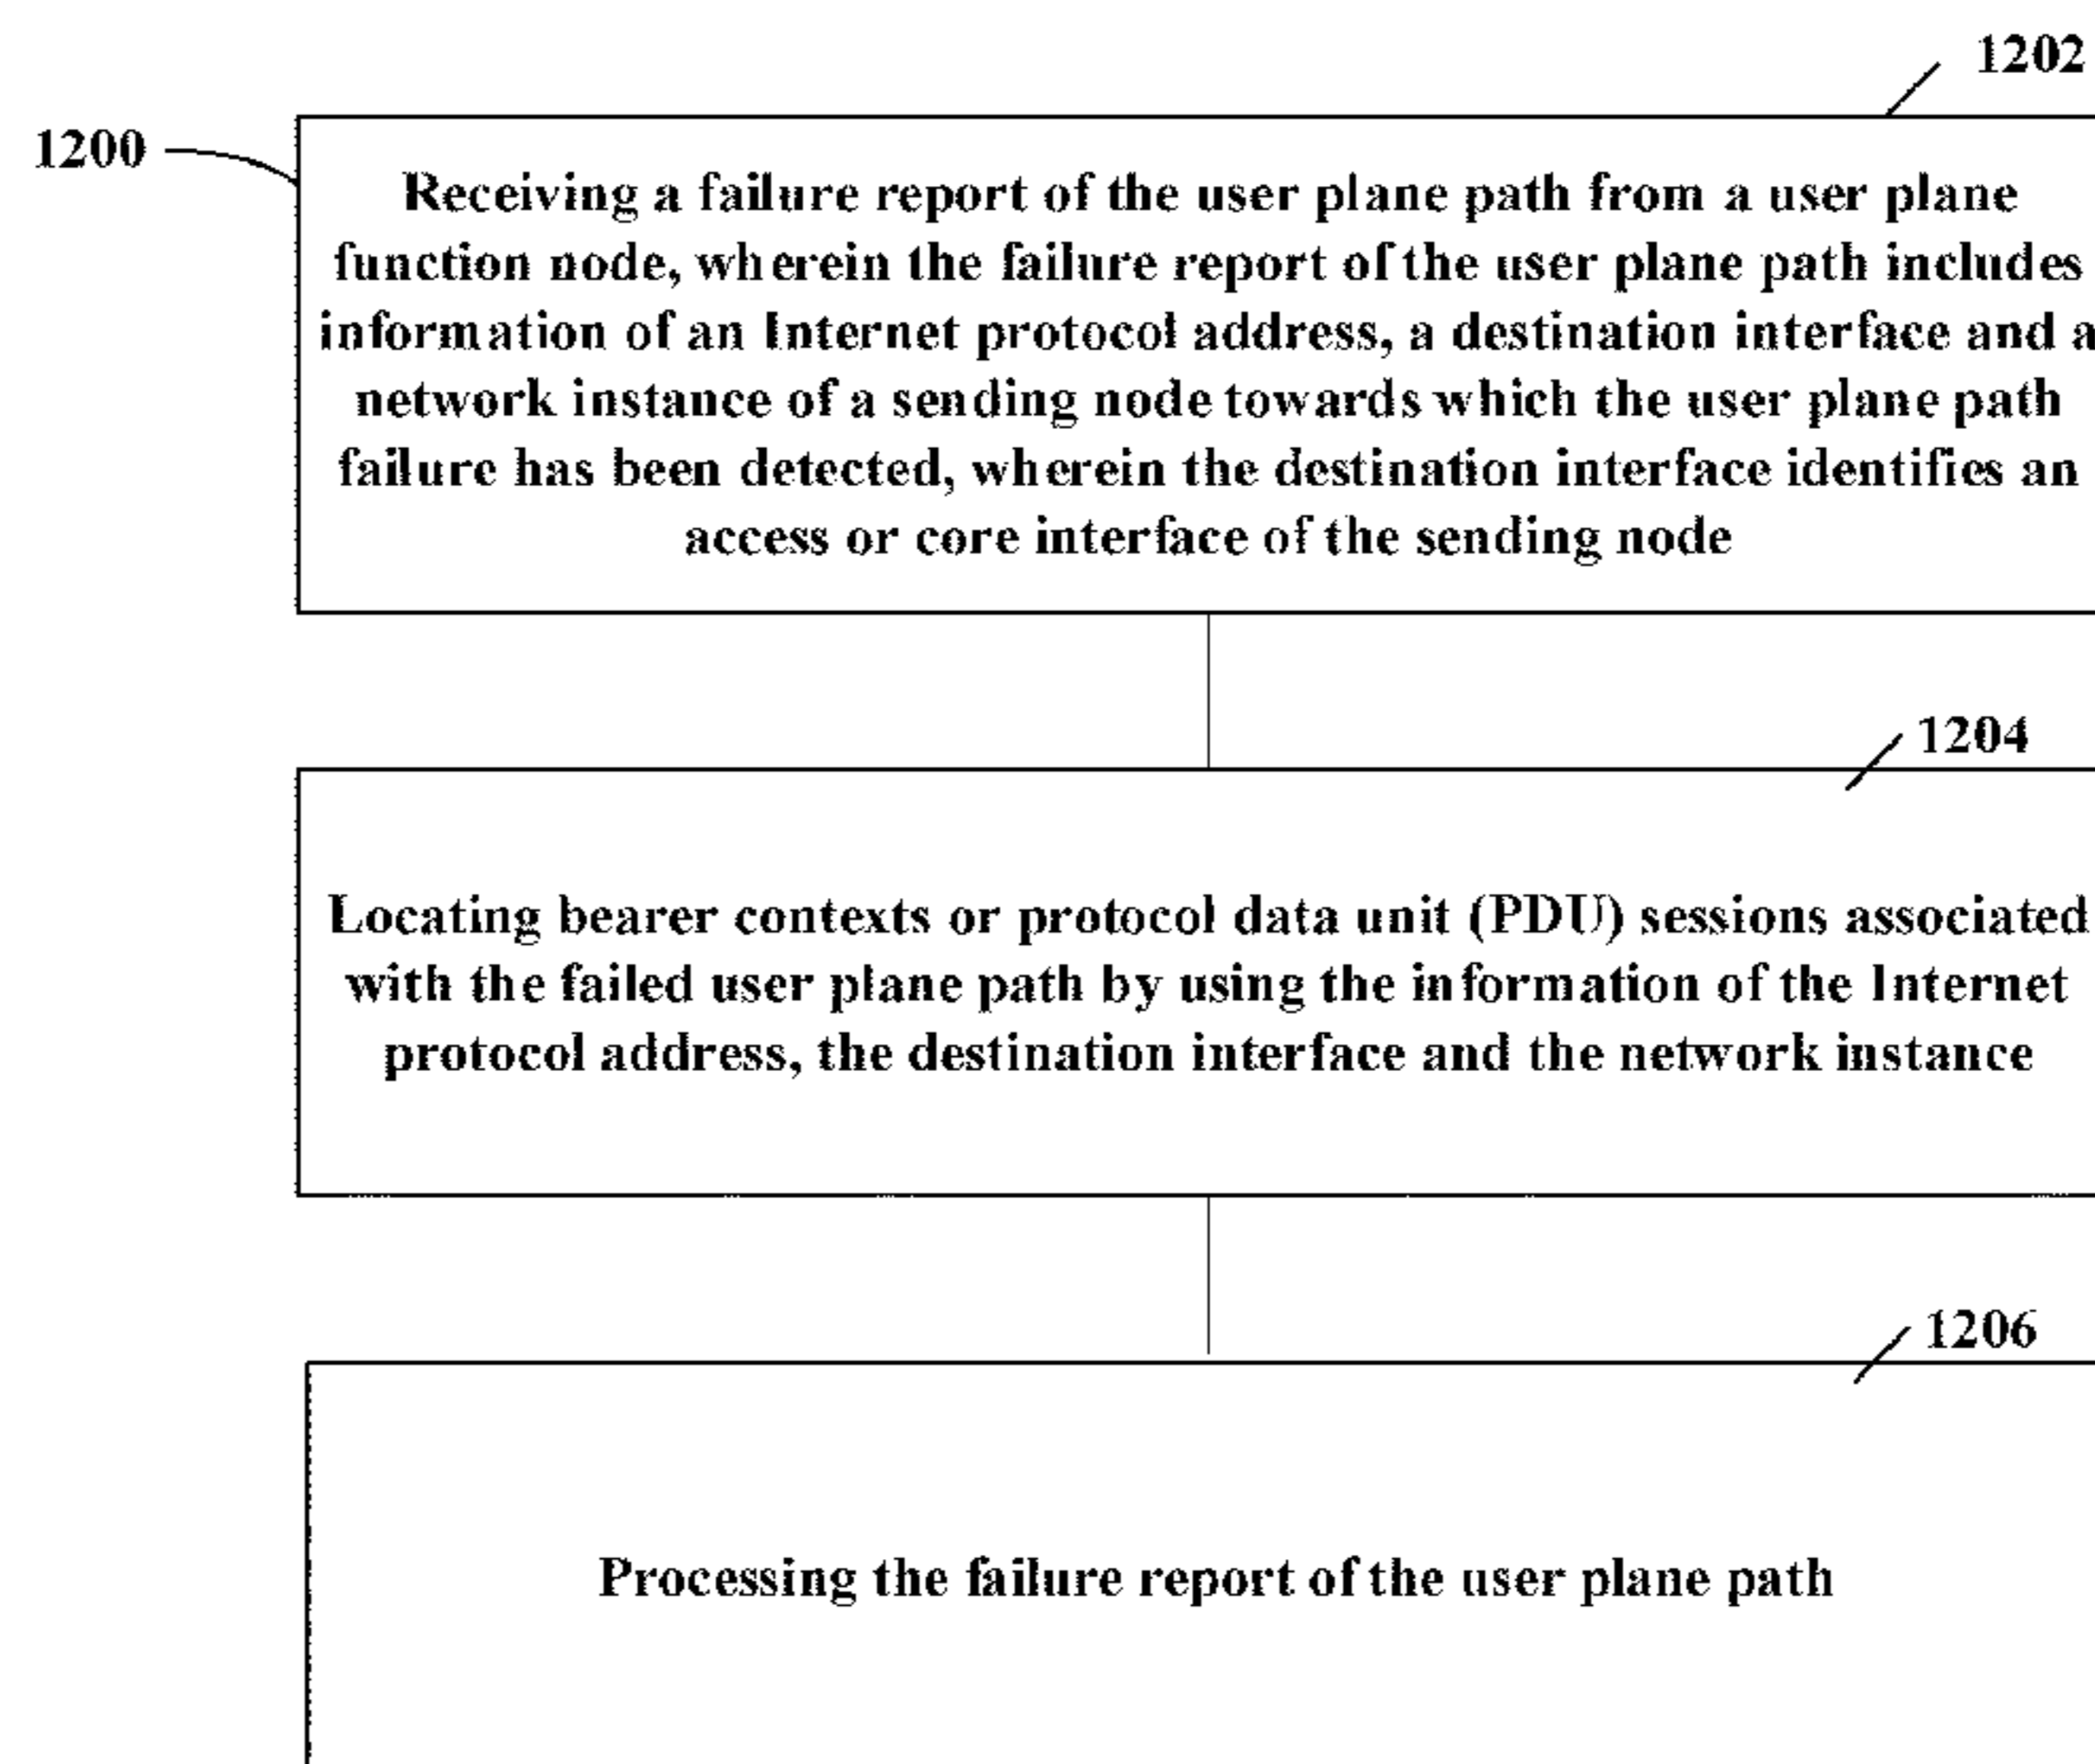 1202
1200
Receiving a failure report of the user plane path from a user plane
function node, wherein the failure report of the user plane path includes
information of an Internet protocol address, a destination interface and a
network instance of a sending node towards which the user plane path
failure has been detected, wherein the destination interface identifies an
access or core interface of the sending node
1204
Locating bearer contexts or protocol data unit (PDU) sessions associated
with the failed user plane path by using the information of the Internet
protocol address, the destination interface and the network instance
1206
Processing the failure report of the user plane path